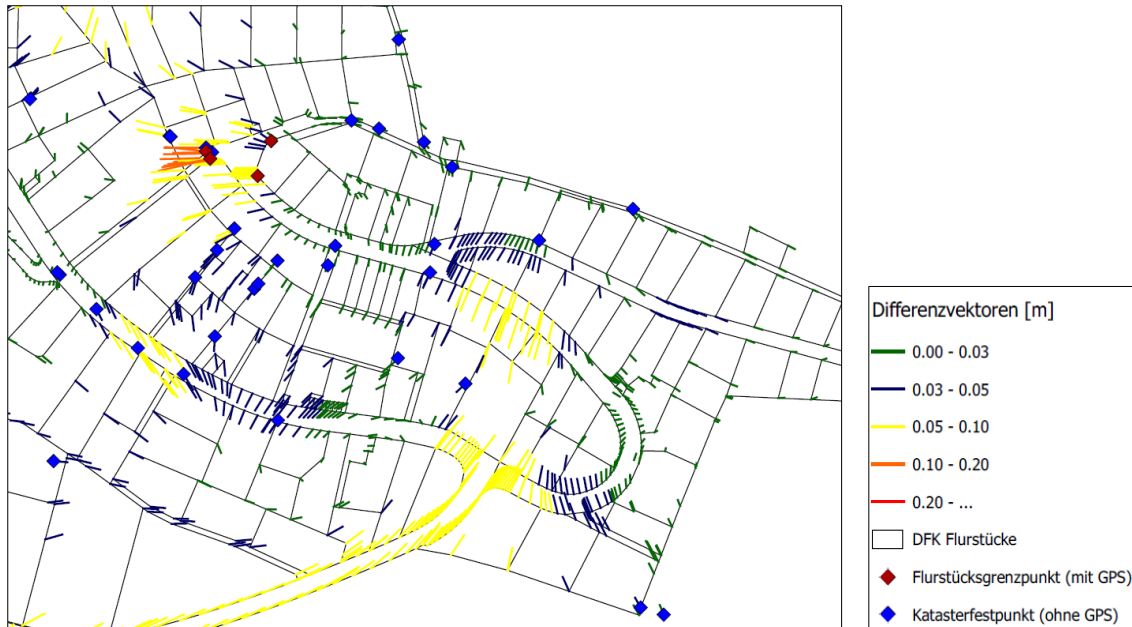 Differenzvektoren [m]
0.00 - 0.03
0.03 - 0.05
0.05 - 0.10
0.10 - 0.20
0.20 - ...
DFK Flurstücke
Flurstücksgrenzpunkt (mit GPS)
Katasterfestpunkt (ohne GPS)